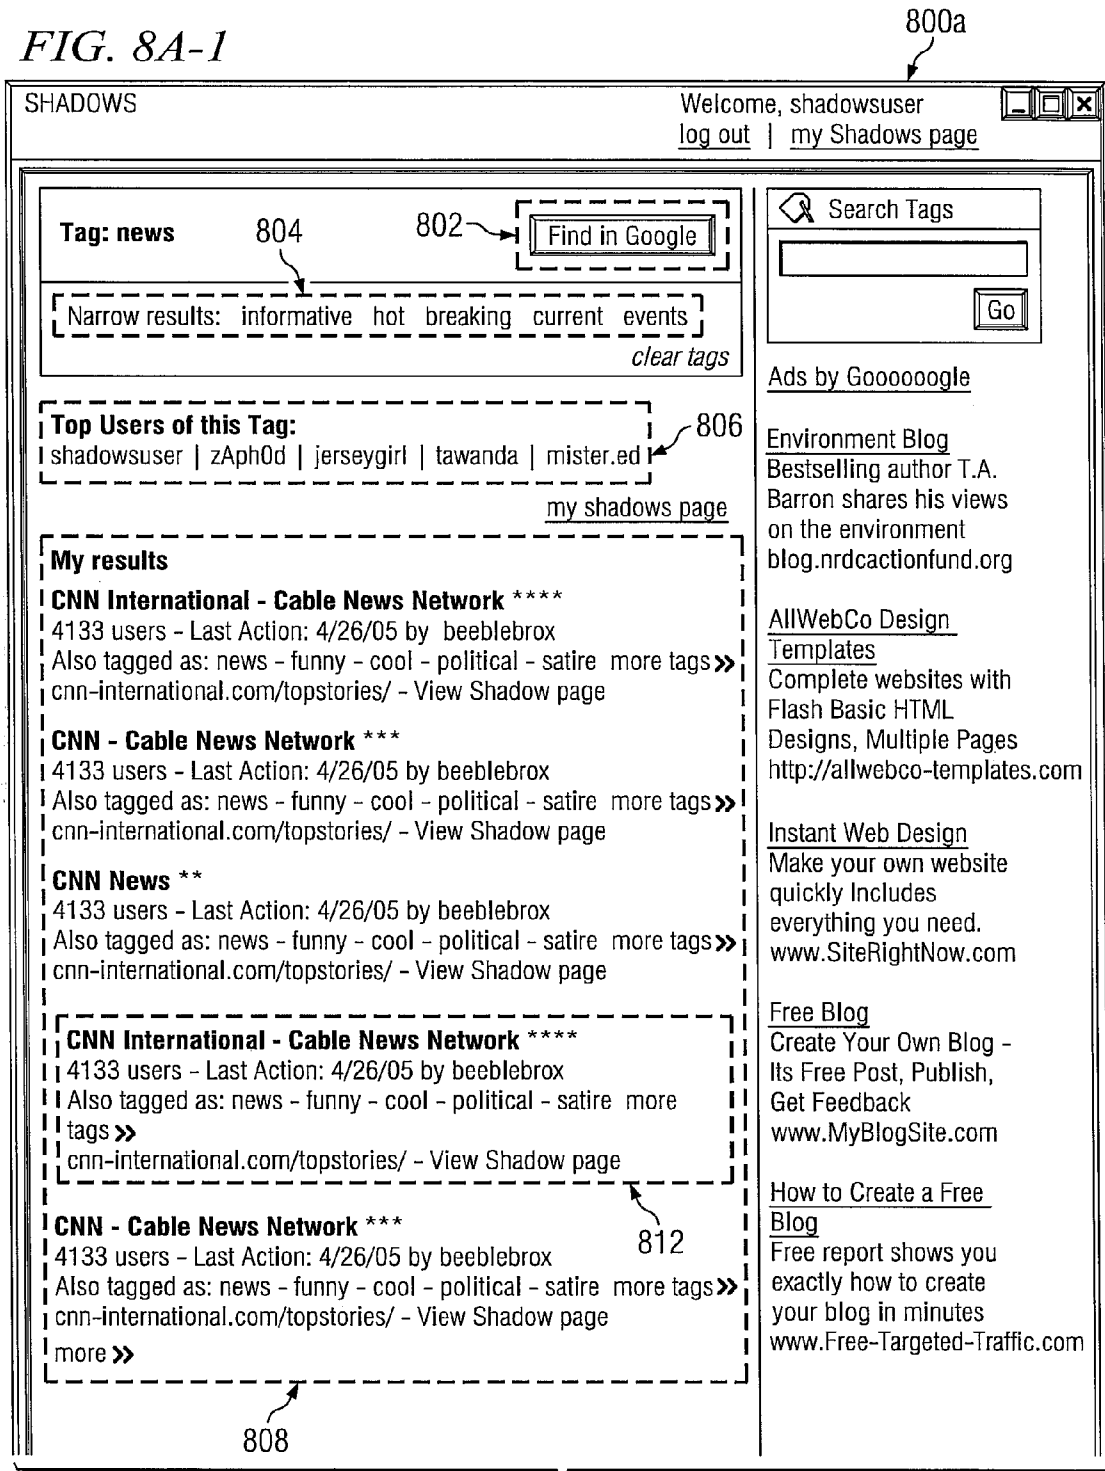 FIG. 8A-1
800a
SHADOWS
Welcome, shadowsuser
log out | my Shadows page
Tag: news
804
802
Find in Google
Narrow results: informative hot breaking current events
clear tags
Top Users of this Tag:
806
shadowsuser | zAph0d | jerseygirl | tawanda | mister.ed
my shadows page
My results
CNN International - Cable News Network ****
4133 users - Last Action: 4/26/05 by beeblebrox
Also tagged as: news - funny - cool - political - satire more tags »
cnn-international.com/topstories/ - View Shadow page
CNN - Cable News Network ***
4133 users - Last Action: 4/26/05 by beeblebrox
Also tagged as: news - funny - cool - political - satire more tags »
cnn-international.com/topstories/ - View Shadow page
CNN News **
4133 users - Last Action: 4/26/05 by beeblebrox
Also tagged as: news - funny - cool - political - satire more tags »
cnn-international.com/topstories/ - View Shadow page
CNN International - Cable News Network ****
4133 users - Last Action: 4/26/05 by beeblebrox
Also tagged as: news - funny - cool - political - satire more
tags »
cnn-international.com/topstories/ - View Shadow page
812
CNN - Cable News Network ***
4133 users - Last Action: 4/26/05 by beeblebrox
Also tagged as: news - funny - cool - political - satire more tags »
cnn-international.com/topstories/ - View Shadow page
more »
808
Search Tags
Go
Ads by Goooooogle
Environment Blog
Bestselling author T.A.
Barron shares his views
on the environment
blog.nrdcactionfund.org
AllWebCo Design
Templates
Complete websites with
Flash Basic HTML
Designs, Multiple Pages
http://allwebco-templates.com
Instant Web Design
Make your own website
quickly Includes
everything you need.
www.SiteRightNow.com
Free Blog
Create Your Own Blog -
Its Free Post, Publish,
Get Feedback
www.MyBlogSite.com
How to Create a Free
Blog
Free report shows you
exactly how to create
your blog in minutes
www.Free-Targeted-Traffic.com